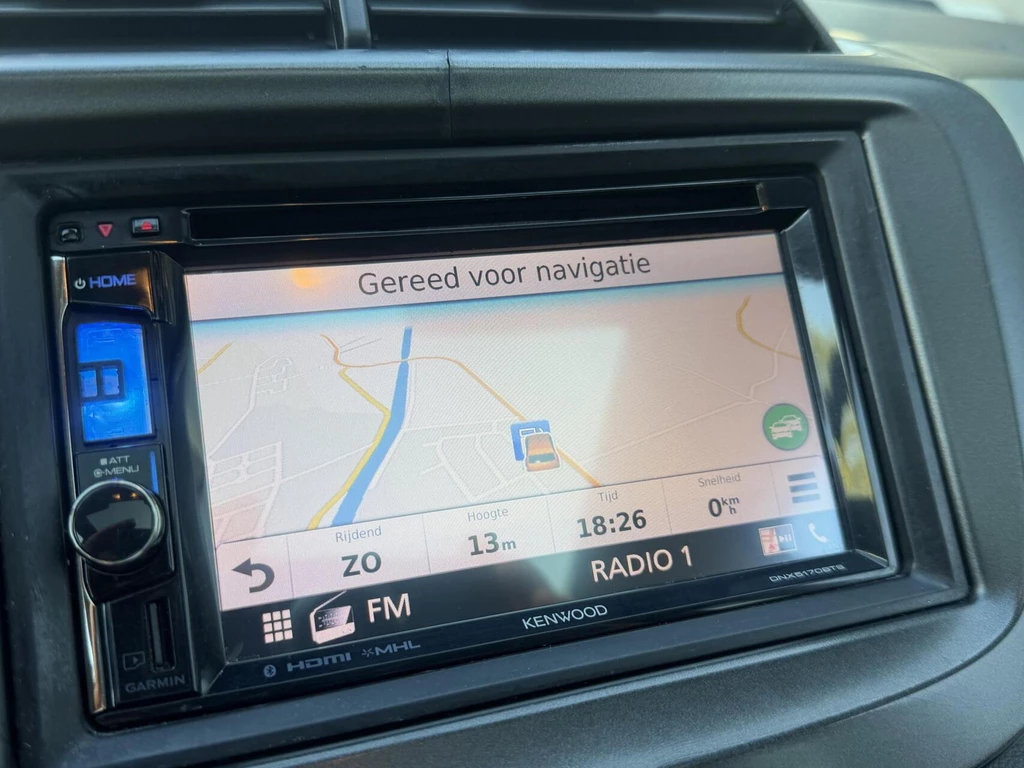 HOME
ATT
MENU
GARMIN
Gereed voor navigatie
Rijdend
ZO
Hoogte
13m
Tijd
18:26
Snelheid
0km/h
FM
RADIO 1
HDMI MHL
KENWOOD
DNX5170BTS